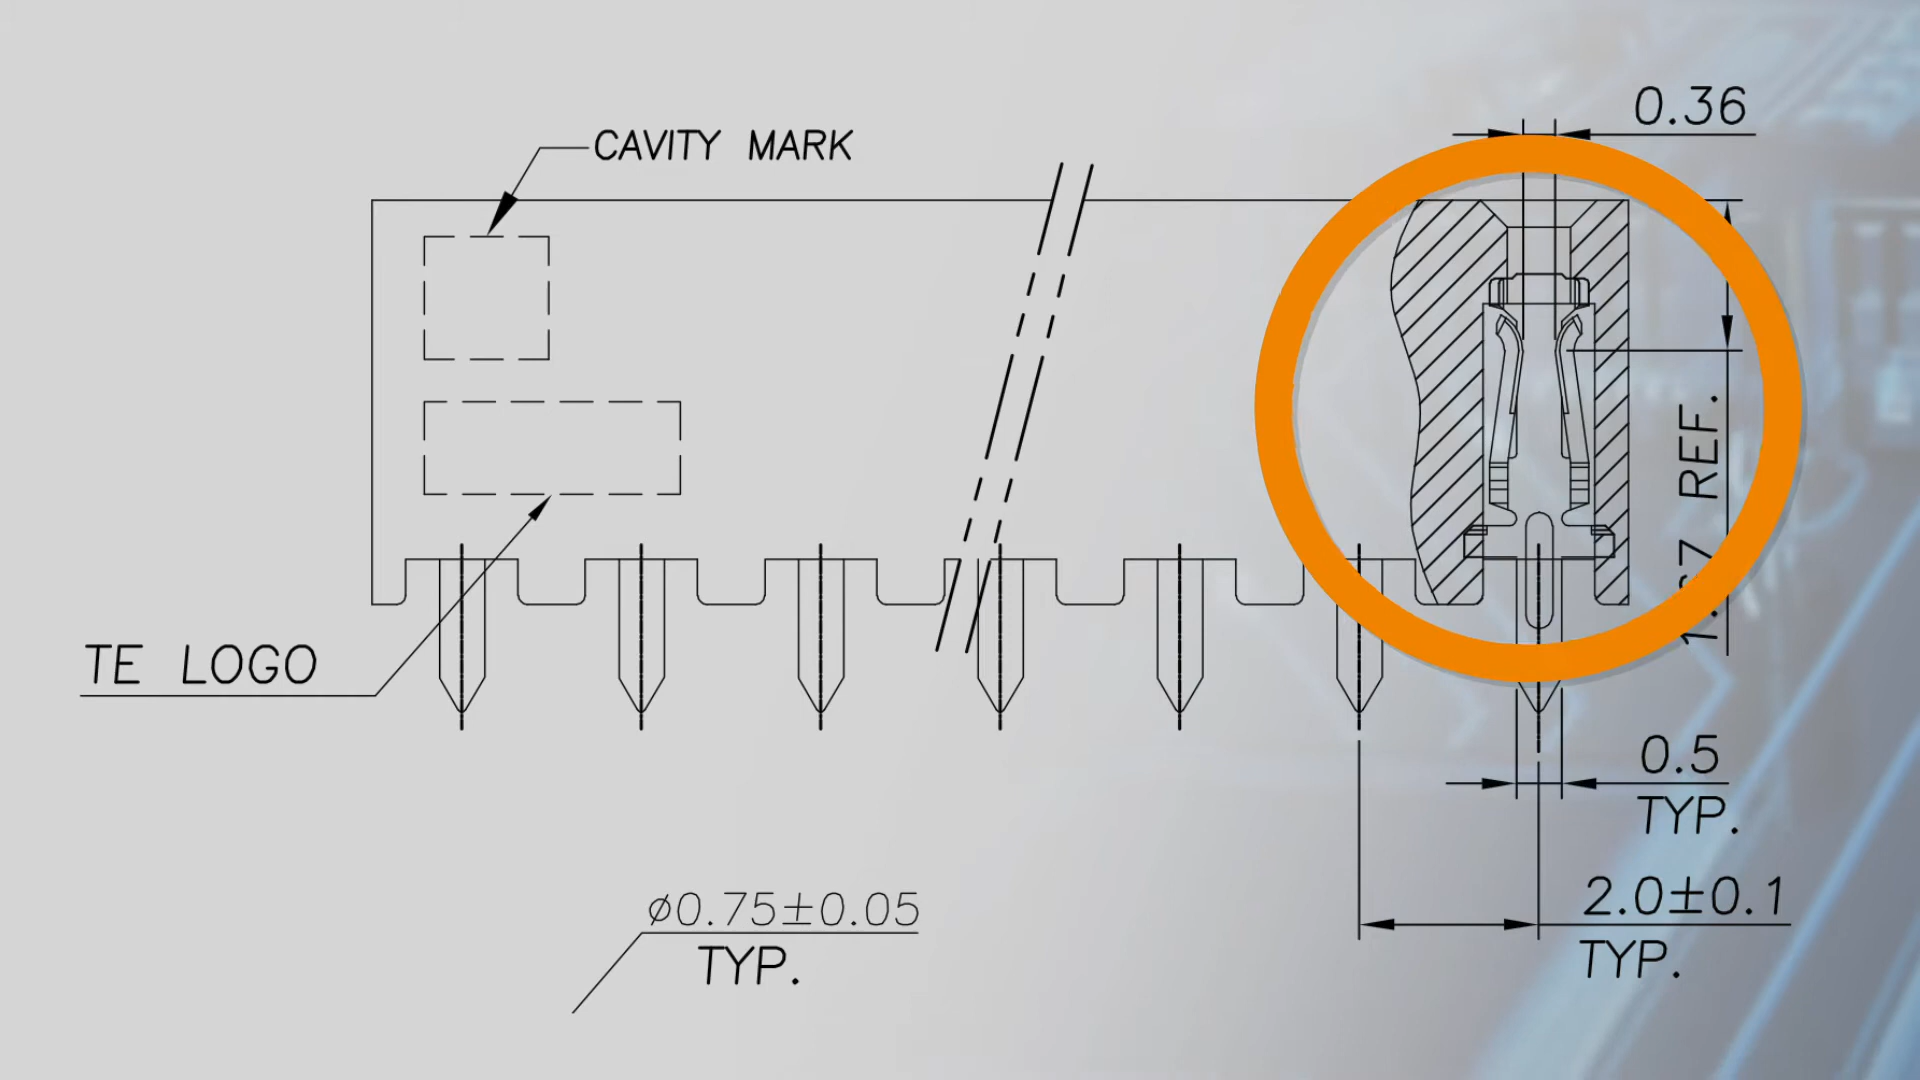 0.36
CAVITY MARK
REF.
TE LOGO
0.5
TYP.
2.0±0.1
TYP.
⌀0.75±0.05
TYP.